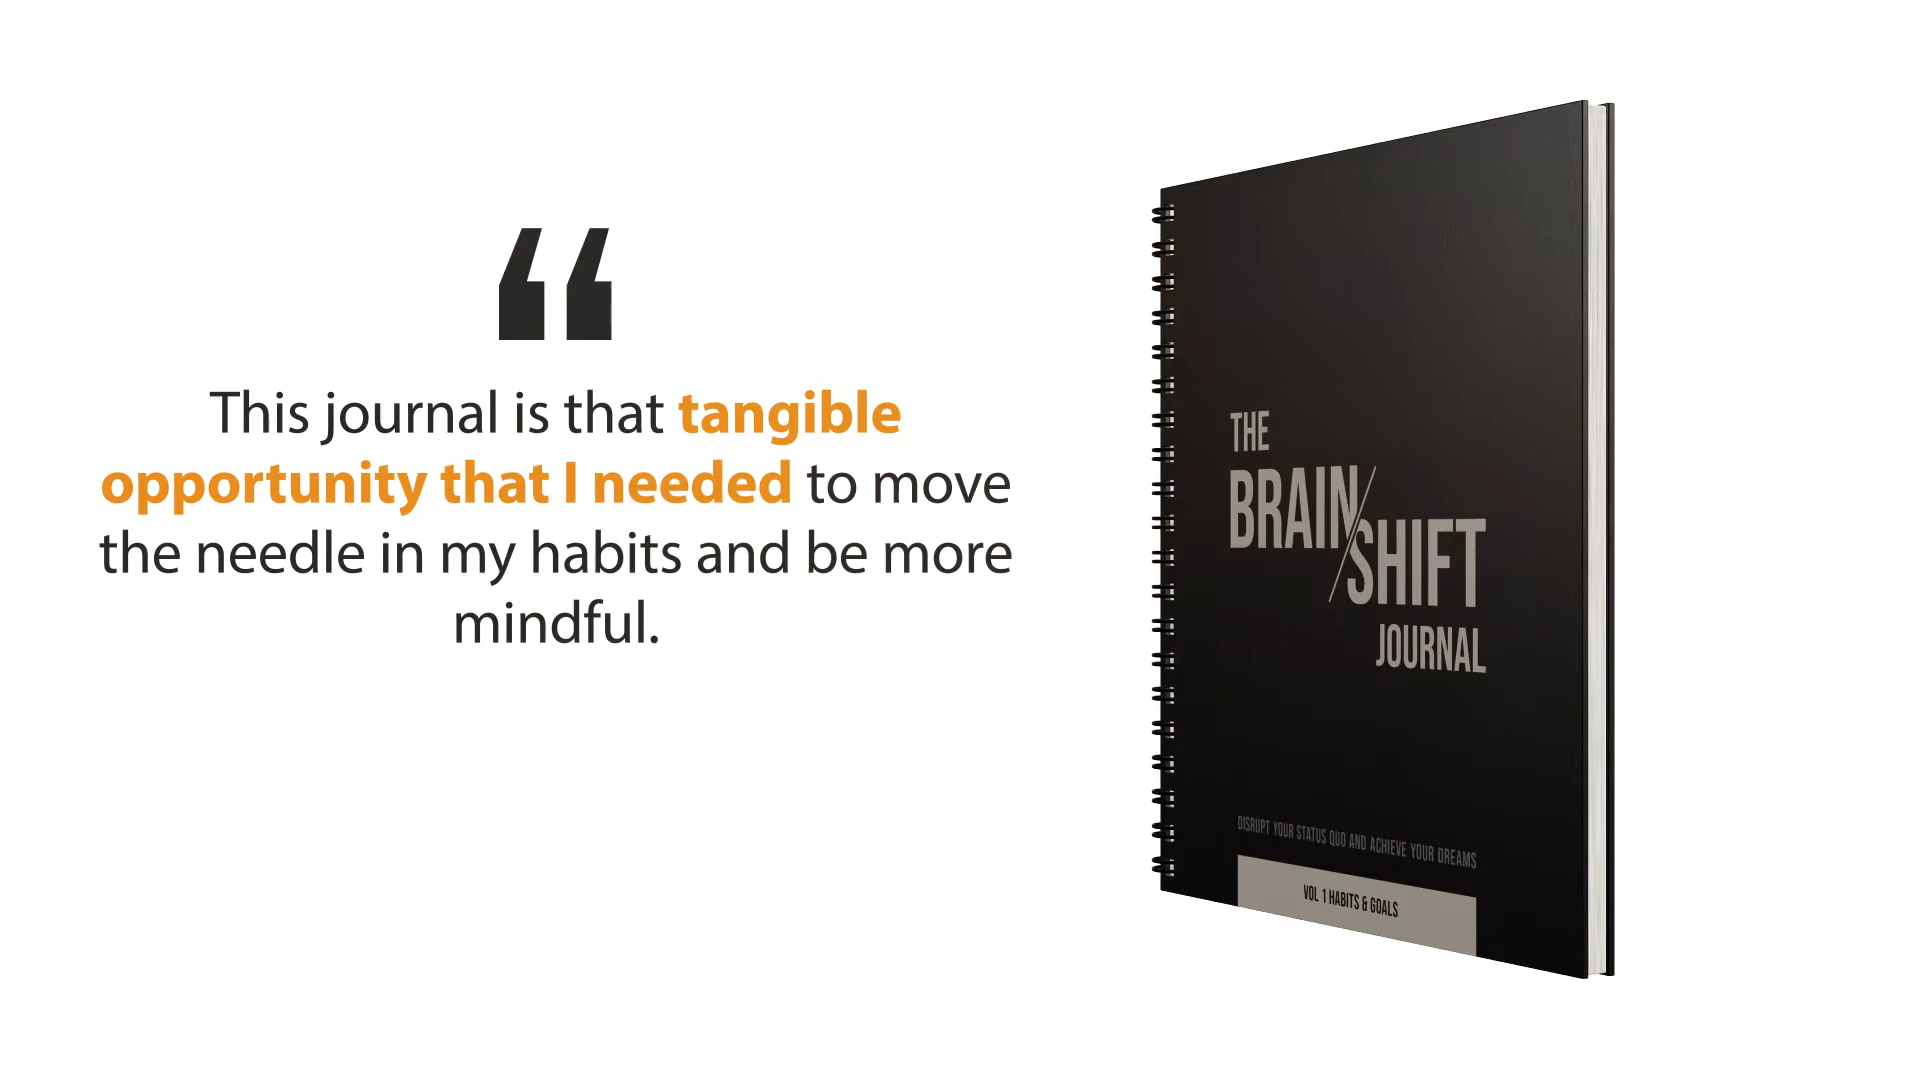 “
This journal is that tangible
opportunity that I needed to move
the needle in my habits and be more
mindful.
THE
BRAIN/SHIFT
JOURNAL
DISRUPT YOUR STATUS QUO AND ACHIEVE YOUR DREAMS
VOL 1 HABITS & GOALS